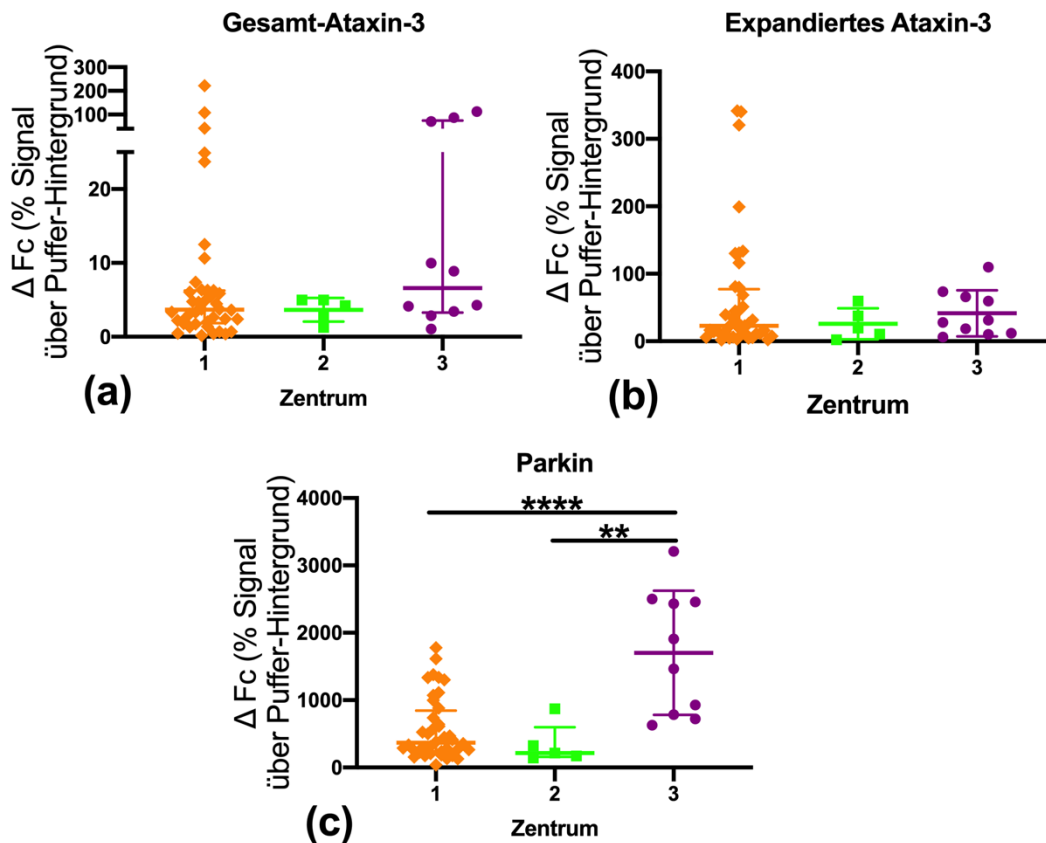 Gesamt-Ataxin-3
Δ Fc (% Signal
über Puffer-Hintergrund)
300
200
100
20
10
0
1 2 3
Zentrum
(a)
Expandiertes Ataxin-3
Δ Fc (% Signal
über Puffer-Hintergrund)
400
300
200
100
0
1 2 3
Zentrum
(b)
Parkin
Δ Fc (% Signal
über Puffer-Hintergrund)
4000
3000
2000
1000
0
****
**
1 2 3
Zentrum
(c)